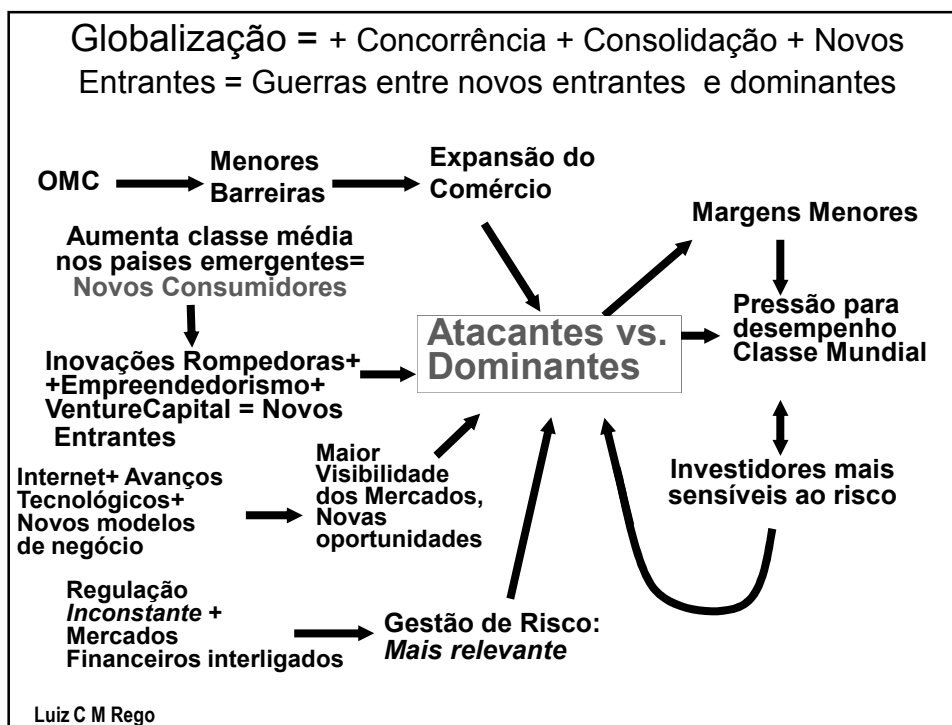 Globalização = + Concorrência + Consolidação + Novos
Entrantes = Guerras entre novos entrantes e dominantes
OMC
Menores
Barreiras
Expansão do
Comércio
Margens Menores
Aumenta classe média
nos paises emergentes=
Novos Consumidores
Pressão para
desempenho
Classe Mundial
Atacantes vs.
Dominantes
Inovações Rompedoras+
+Empreendedorismo+
VentureCapital = Novos
Entrantes
Maior
Visibilidade
dos Mercados,
Novas
oportunidades
Investidores mais
sensíveis ao risco
Internet+ Avanços
Tecnológicos+
Novos modelos
de negócio
Regulação
Inconstante +
Mercados
Financeiros interligados
Gestão de Risco:
Mais relevante
Luiz C M Rego